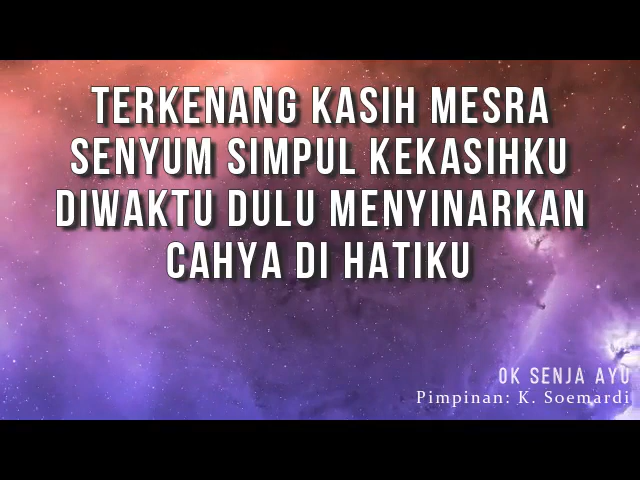 TERKENANG KASIH MESRA
SENYUM SIMPUL KEKASIHKU
DIWAKTU DULU MENYINARKAN
CAHYA DI HATIKU
OK SENJA AYU
Pimpinan: K. Soemardi